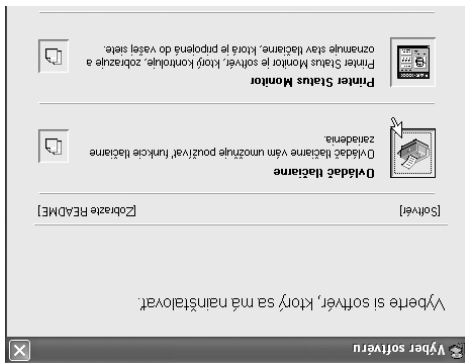 Výber softvéru
Vyberte si softvér, ktorý sa má nainštalovať.
[Softvér] [Zobrazte README]
Ovládač tlačiarne
Ovládač tlačiarne vám umožňuje používať funkcie tlačiarne
zariadenia.
Printer Status Monitor
Printer Status Monitor je softvér, ktorý kontroluje, zobrazuje a
oznamuje stav tlačiarne, ktorá je pripojená do vašej siete.